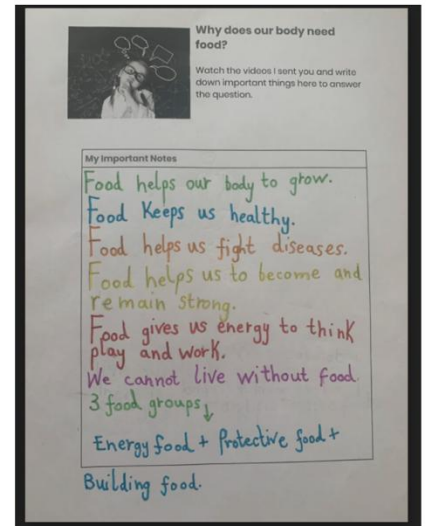 Why does our body need
food?
Watch the videos I sent you and write
down important things here to answer
the question.
My Important Notes
Food helps our body to grow.
Food Keeps us healthy.
Food helps us fight diseases.
Food helps us to become and
remain strong.
Food gives us energy to think
play and work.
We cannot live without food.
3 food groups↓
Energy food + Protective food +
Building food.